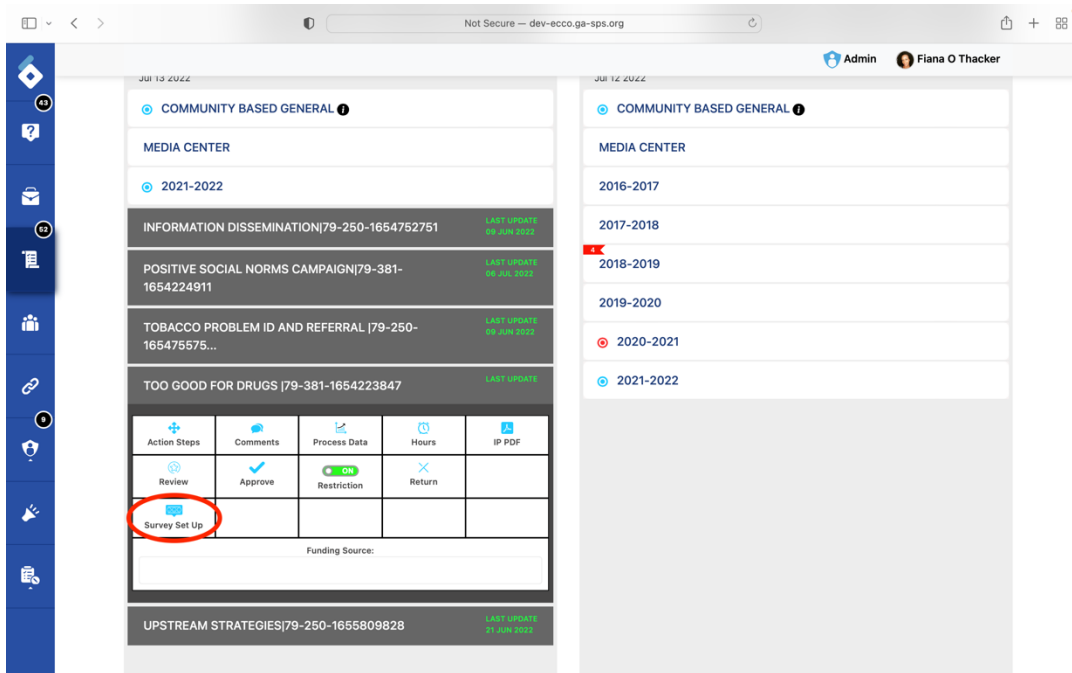 Not Secure — dev-ecco.ga-sps.org
Admin
Fiana O Thacker
43
52
9
Jul 13 2022
COMMUNITY BASED GENERAL
MEDIA CENTER
2021-2022
INFORMATION DISSEMINATION|79-250-1654752751
LAST UPDATE
09 JUN 2022
POSITIVE SOCIAL NORMS CAMPAIGN|79-381-
1654224911
LAST UPDATE
06 JUL 2022
TOBACCO PROBLEM ID AND REFERRAL |79-250-
165475575...
LAST UPDATE
09 JUN 2022
TOO GOOD FOR DRUGS |79-381-1654223847
LAST UPDATE
Action Steps
Comments
Process Data
Hours
IP PDF
Review
Approve
ON
Restriction
Return
Survey Set Up
Funding Source:
UPSTREAM STRATEGIES|79-250-1655809828
LAST UPDATE
21 JUN 2022
Jul 12 2022
COMMUNITY BASED GENERAL
MEDIA CENTER
2016-2017
2017-2018
4
2018-2019
2019-2020
2020-2021
2021-2022